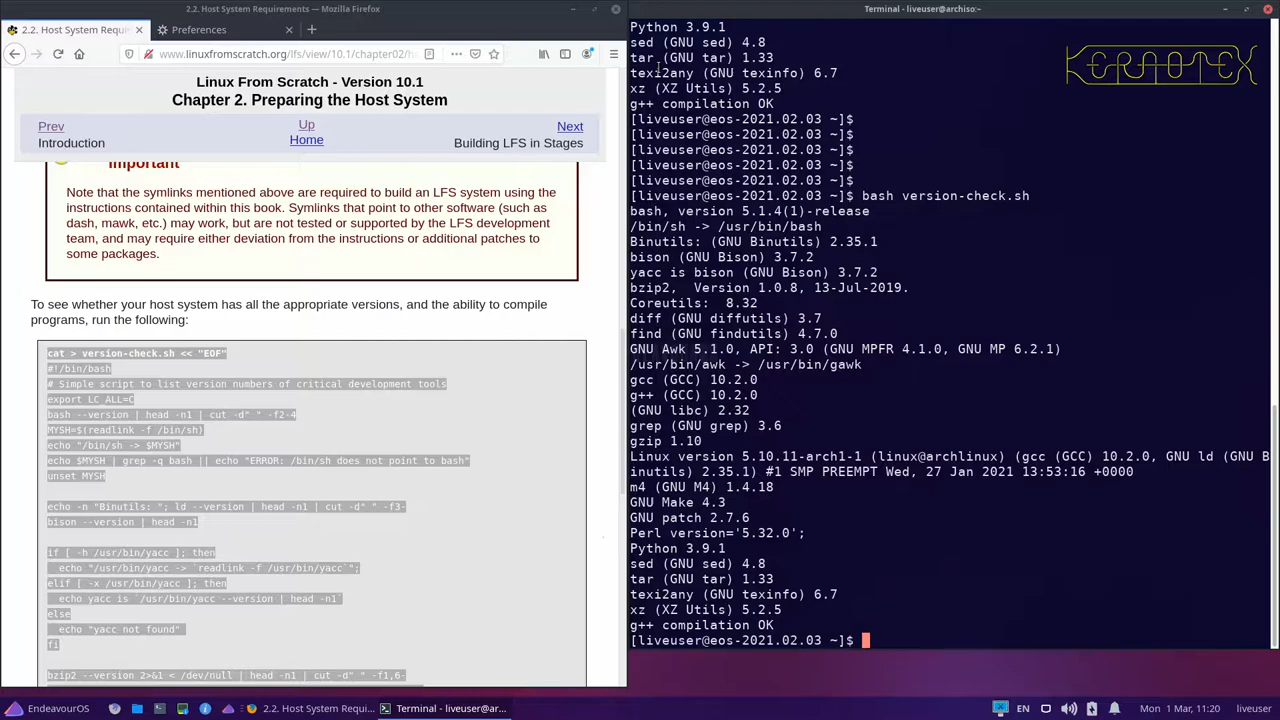 2.2. Host System Requirements — Mozilla Firefox
2.2. Host System Requir
Preferences
www.linuxfromscratch.org/lfs/view/10.1/chapter02/h
Linux From Scratch - Version 10.1
Chapter 2. Preparing the Host System
Prev
Up
Next
Introduction
Home
Building LFS in Stages
Important
Note that the symlinks mentioned above are required to build an LFS system using the
instructions contained within this book. Symlinks that point to other software (such as
dash, mawk, etc.) may work, but are not tested or supported by the LFS development
team, and may require either deviation from the instructions or additional patches to
some packages.
To see whether your host system has all the appropriate versions, and the ability to compile
programs, run the following:
cat > version-check.sh << "EOF"
#!/bin/bash
# Simple script to list version numbers of critical development tools
export LC_ALL=C
bash --version | head -n1 | cut -d" " -f2-4
MYSH=$(readlink -f /bin/sh)
echo "/bin/sh -> $MYSH"
echo $MYSH | grep -q bash || echo "ERROR: /bin/sh does not point to bash"
unset MYSH
echo -n "Binutils: "; ld --version | head -n1 | cut -d" " -f3-
bison --version | head -n1
if [ -h /usr/bin/yacc ]; then
echo "/usr/bin/yacc -> `readlink -f /usr/bin/yacc`";
elif [ -x /usr/bin/yacc ]; then
echo yacc is `/usr/bin/yacc --version | head -n1`
else
echo "yacc not found"
fi
bzip2 --version 2>&1 < /dev/null | head -n1 | cut -d" " -f1,6-
Terminal - liveuser@archiso:~
KERNOTEX
Python 3.9.1
sed (GNU sed) 4.8
tar (GNU tar) 1.33
texi2any (GNU texinfo) 6.7
xz (XZ Utils) 5.2.5
g++ compilation OK
[liveuser@eos-2021.02.03 ~]$
[liveuser@eos-2021.02.03 ~]$
[liveuser@eos-2021.02.03 ~]$
[liveuser@eos-2021.02.03 ~]$
[liveuser@eos-2021.02.03 ~]$
[liveuser@eos-2021.02.03 ~]$ bash version-check.sh
bash, version 5.1.4(1)-release
/bin/sh -> /usr/bin/bash
Binutils: (GNU Binutils) 2.35.1
bison (GNU Bison) 3.7.2
yacc is bison (GNU Bison) 3.7.2
bzip2,  Version 1.0.8, 13-Jul-2019.
Coreutils:  8.32
diff (GNU diffutils) 3.7
find (GNU findutils) 4.7.0
GNU Awk 5.1.0, API: 3.0 (GNU MPFR 4.1.0, GNU MP 6.2.1)
/usr/bin/awk -> /usr/bin/gawk
gcc (GCC) 10.2.0
g++ (GCC) 10.2.0
(GNU libc) 2.32
grep (GNU grep) 3.6
gzip 1.10
Linux version 5.10.11-arch1-1 (linux@archlinux) (gcc (GCC) 10.2.0, GNU ld (GNU B
inutils) 2.35.1) #1 SMP PREEMPT Wed, 27 Jan 2021 13:53:16 +0000
m4 (GNU M4) 1.4.18
GNU Make 4.3
GNU patch 2.7.6
Perl version='5.32.0';
Python 3.9.1
sed (GNU sed) 4.8
tar (GNU tar) 1.33
texi2any (GNU texinfo) 6.7
xz (XZ Utils) 5.2.5
g++ compilation OK
[liveuser@eos-2021.02.03 ~]$
EndeavourOS
2.2. Host System Requi...
Terminal - liveuser@arc...
EN
Mon 1 Mar, 11:20
liveuser